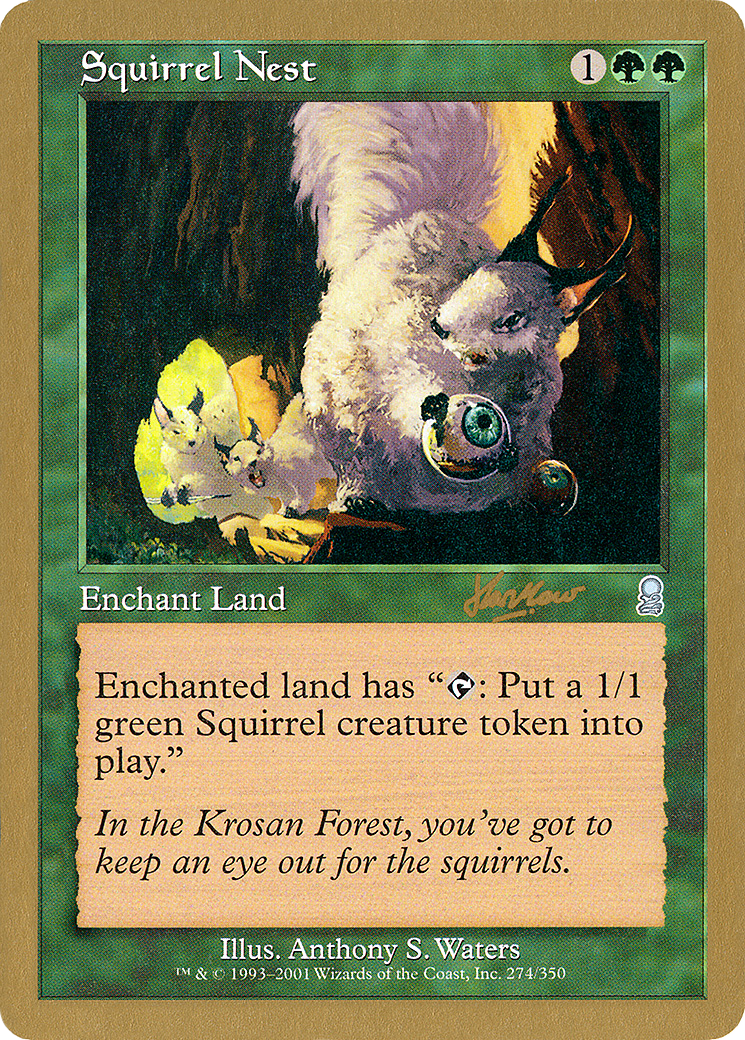 Squirrel Nest 1
Enchant Land
Enchanted land has “: Put a 1/1
green Squirrel creature token into
play.”
In the Krosan Forest, you’ve got to
keep an eye out for the squirrels.
Illus. Anthony S. Waters
™ & © 1993–2001 Wizards of the Coast, Inc. 274/350